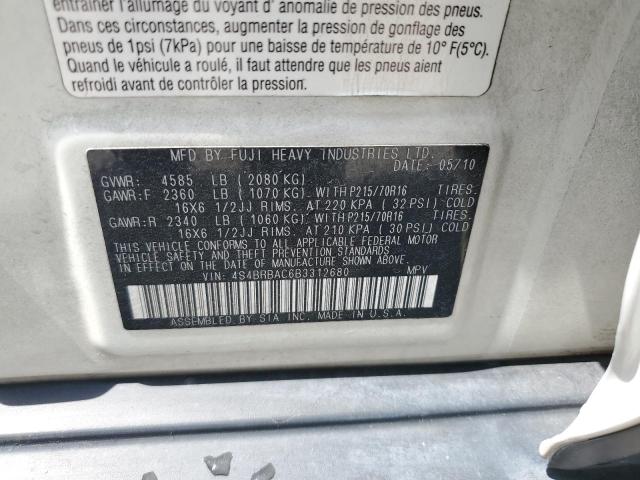 entraîner l'allumage du voyant d' anomalie de pression des pneus.
Dans ces circonstances, augmenter la pression de gonflage des
pneus de 1psi (7kPa) pour une baisse de température de 10° F(5°C).
Quand le véhicule a roulé, il faut attendre que les pneus aient
refroidi avant de contrôler la pression.
MFD BY FUJI HEAVY INDUSTRIES LTD.
DATE: 05/10
GVWR: 4585 LB ( 2080 KG)
GAWR:F 2360 LB ( 1070 KG) WITH P215/70R16 TIRES.
16X6 1/2JJ RIMS. AT 220 KPA ( 32 PSI) COLD
GAWR:R 2340 LB ( 1060 KG) WITH P215/70R16 TIRES.
16X6 1/2JJ RIMS. AT 210 KPA ( 30 PSI) COLD
THIS VEHICLE CONFORMS TO ALL APPLICABLE FEDERAL MOTOR
VEHICLE SAFETY AND THEFT PREVENTION STANDARDS
IN EFFECT ON THE DATE OF MANUFACTURE SHOWN ABOVE.
VIN: 4S4BRBAC6B3312680 MPV
ASSEMBLED BY SIA INC. MADE IN U.S.A.